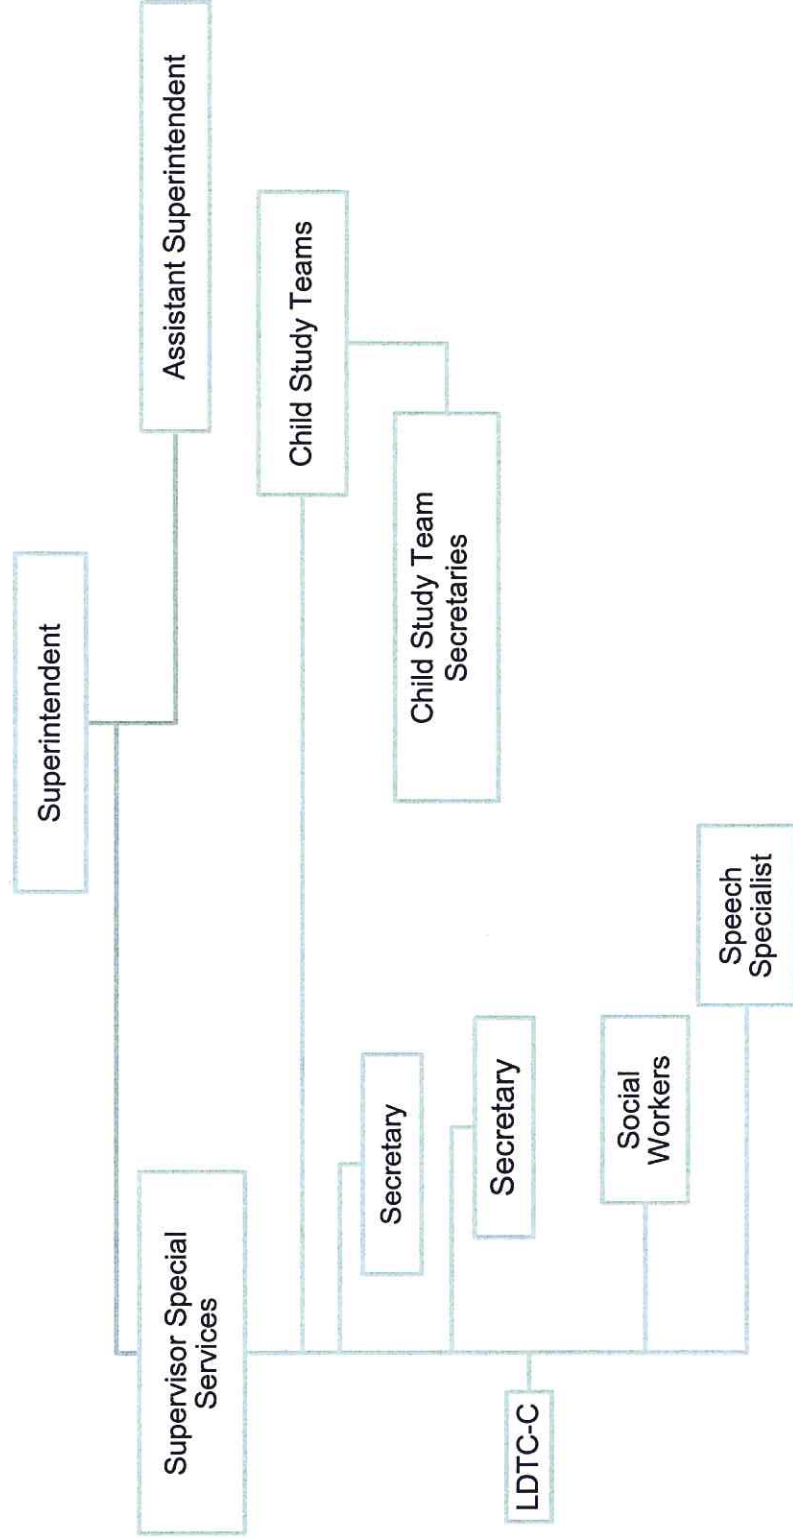 Superintendent
Assistant Superintendent
Supervisor Special
Services
Child Study Teams
Child Study Team
Secretaries
Secretary
Secretary
LDTC-C
Social
Workers
Speech
Specialist